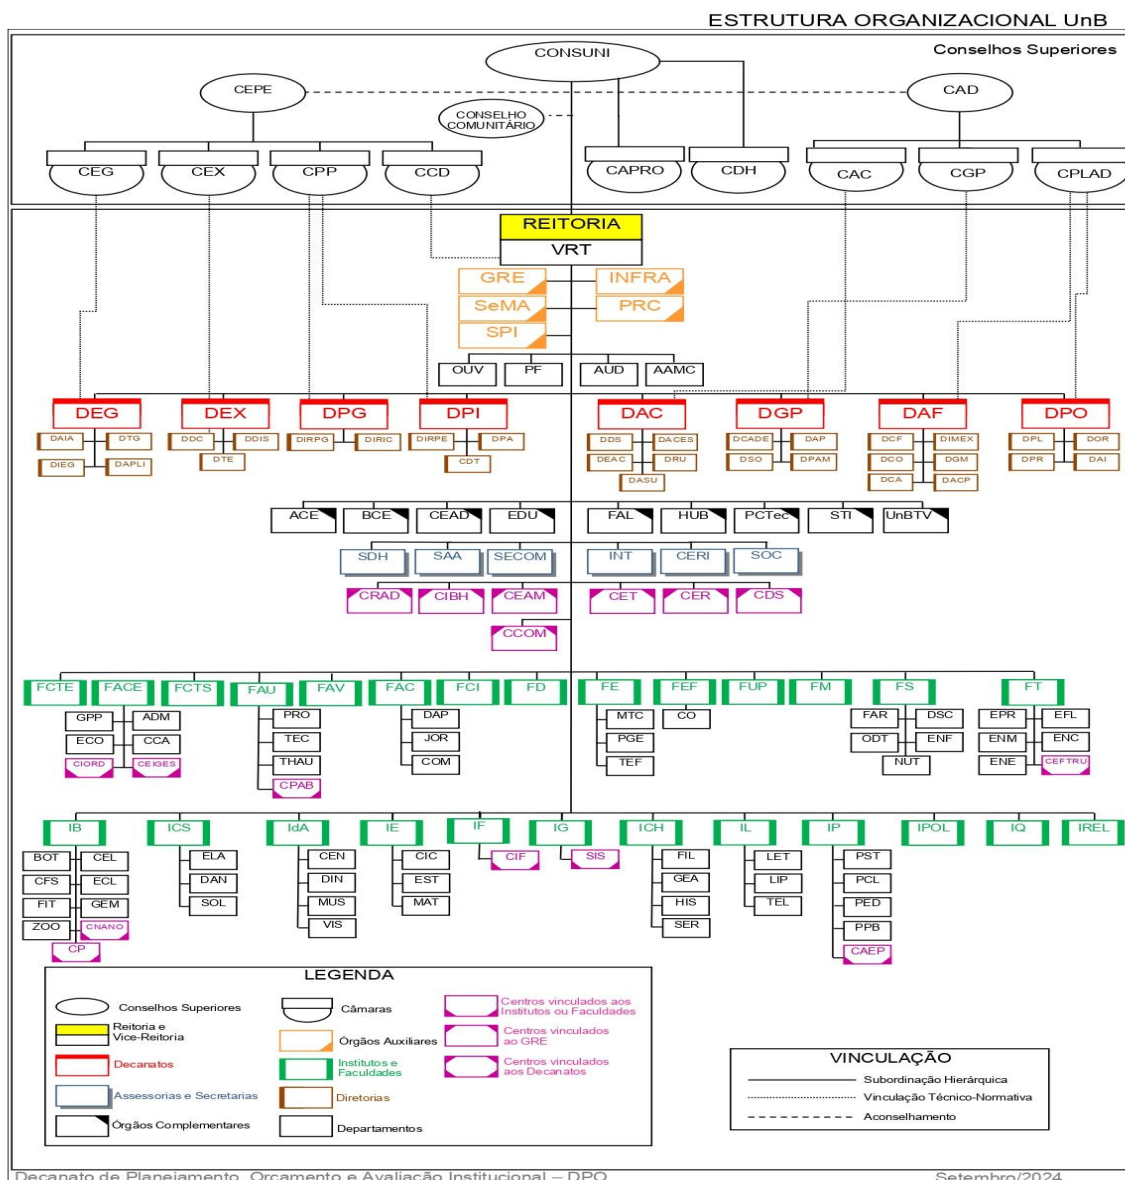 ESTRUTURA ORGANIZACIONAL UnB
Conselhos Superiores
CONSUNI
CEPE
CAD
CONSELHO
COMUNITÁRIO
CEG
CEX
CPP
CCD
CAPRO
CDH
CAC
CGP
CPLAD
REITORIA
VRT
GRE
INFRA
SeMA
PRC
SPI
OUV
PF
AUD
AAMC
DEG
DEX
DPG
DPI
DAC
DGP
DAF
DPO
DAIA
DTG
DDC
DDIS
DIRPG
DIRIC
DIRPE
DPA
DDS
DACES
DCADE
DAP
DCF
DIMEX
DPL
DOR
DIEG
DAPLI
DTE
CDT
DEAC
DRU
DSO
DPAM
DCO
DGM
DPR
DAI
DASU
DCA
DACP
ACE
BCE
CEAD
EDU
FAL
HUB
PCTec
STI
UnBTV
SDH
SAA
SECOM
INT
CERI
SOC
CRAD
CIBH
CEAM
CET
CER
CDS
CCOM
FCTE
FACE
FCTS
FAU
FAV
FAC
FCI
FD
FE
FEF
FUP
FM
FS
FT
GPP
ADM
PRO
DAP
MTC
CO
FAR
DSC
EPR
EFL
ECO
CCA
TEC
JOR
PGE
ODT
ENF
ENM
ENC
CIORD
CEIGES
THAU
COM
TEF
NUT
ENE
CEFTRU
CPAB
IB
ICS
IdA
IE
IF
IG
ICH
IL
IP
IPOL
IQ
IREL
BOT
CEL
ELA
CEN
CIC
CIF
SIS
FIL
LET
PST
CFS
ECL
DAN
DIN
EST
GEA
LIP
PCL
FIT
GEM
SOL
MUS
MAT
HIS
TEL
PED
ZOO
CNANO
VIS
SER
PPB
CP
CAEP
LEGENDA
Conselhos Superiores
Câmaras
Centros vinculados aos
Institutos ou Faculdades
Reitoria e
Vice-Reitoria
Órgãos Auxiliares
Centros vinculados
ao GRE
Decanatos
Institutos e
Faculdades
Centros vinculados
aos Decanatos
Assessorias e Secretarias
Diretorias
Órgãos Complementares
Departamentos
VINCULAÇÃO
Subordinação Hierárquica
Vinculação Técnico-Normativa
Aconselhamento
Decanato de Planejamento, Orçamento e Avaliação Institucional – DPO
Setembro/2024